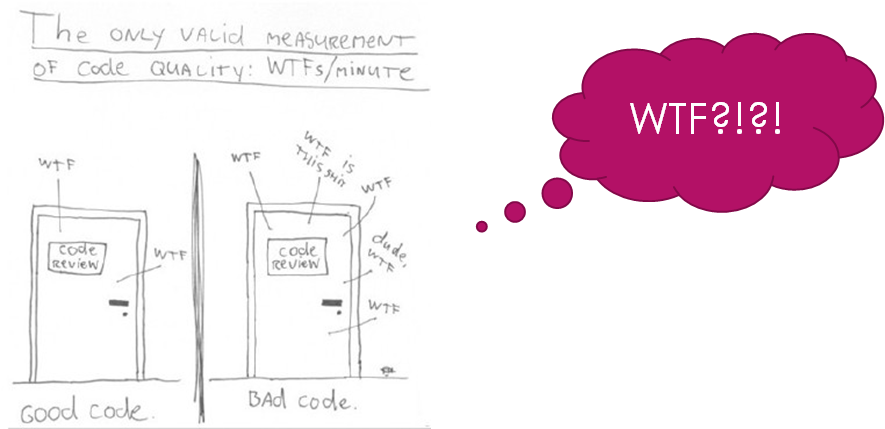 The ONLY VALID MEASUREMENT
OF Code QUALITY: WTFs/MINUTE
WTF
Code
REVIEW
WTF
GOOD Code.
WTF
WTF IS
THIS SHIT
WTF
Code
REVIEW
dude,
WTF
WTF
BAd Code.
WTF?!?!